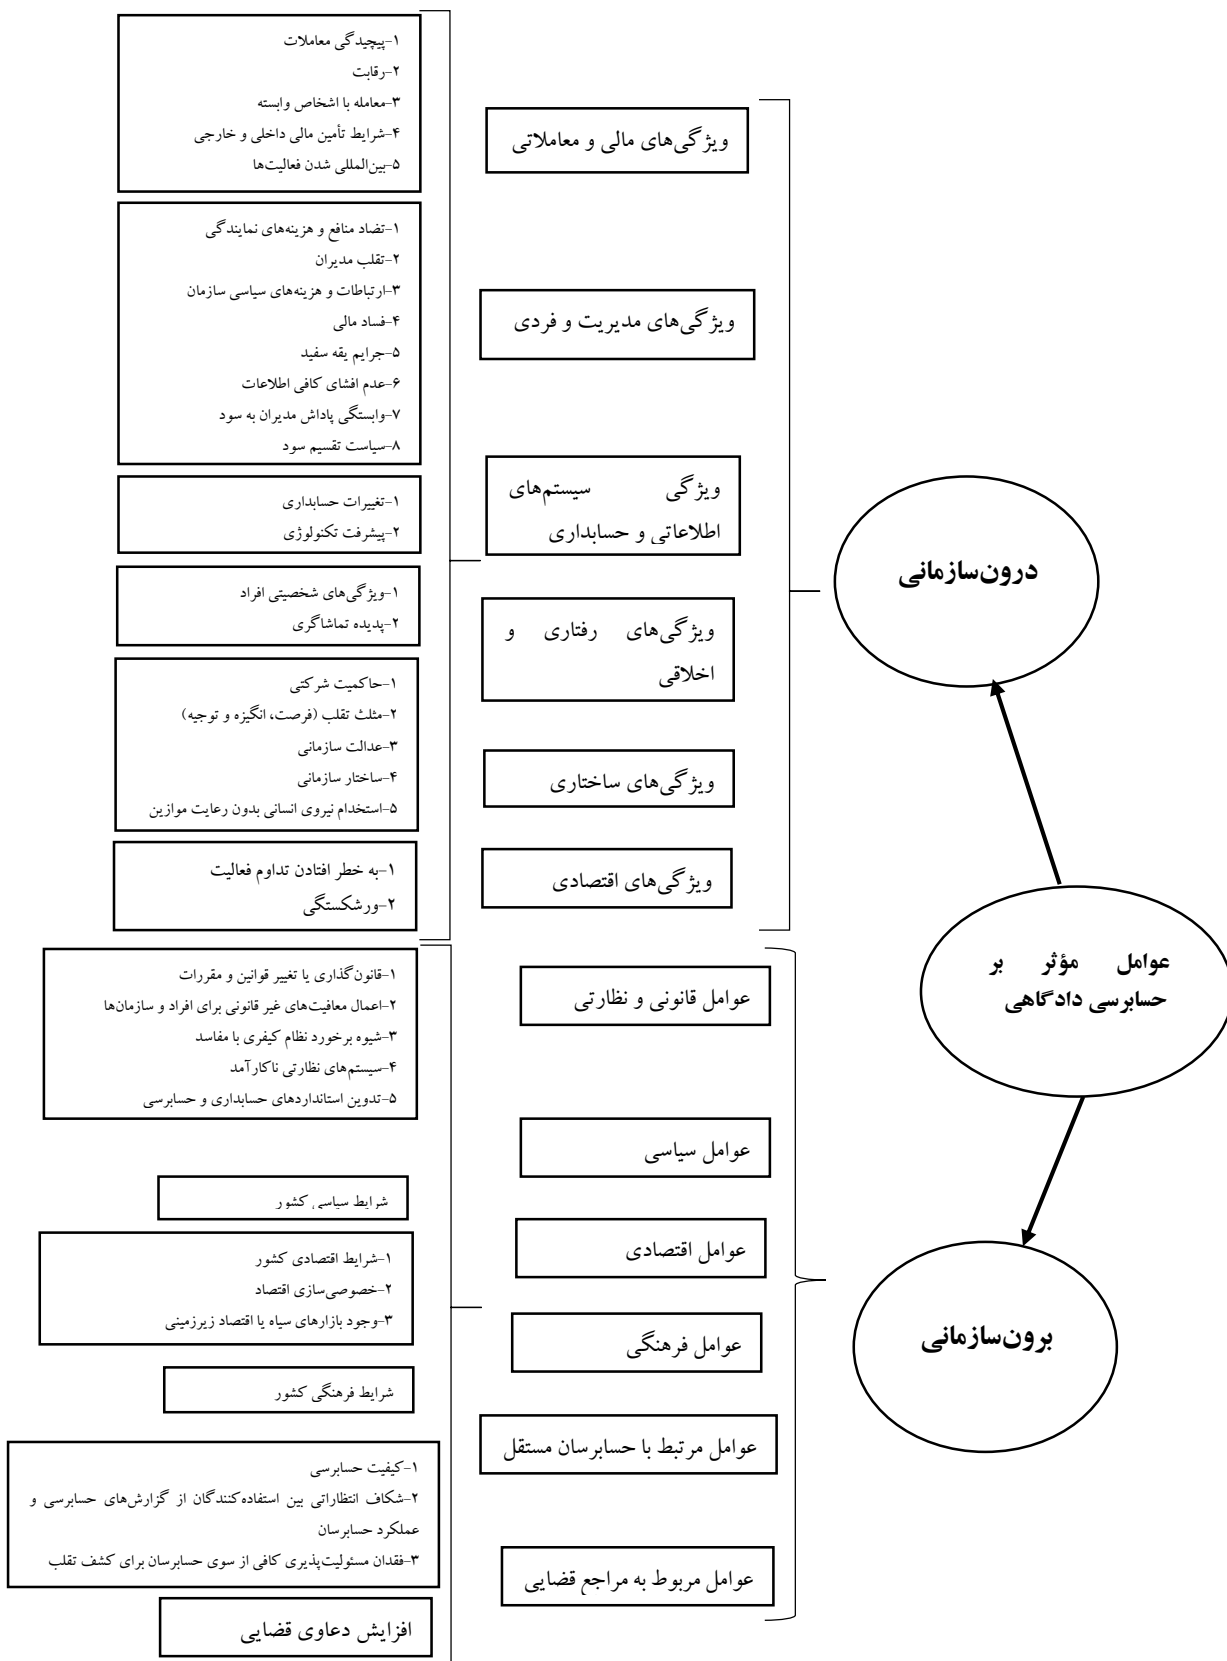 عوامل مؤثر بر
حسابرسی دادگاهی
درون‌سازمانی
ویژگی‌های مالی و معاملاتی
۱-پیچیدگی معاملات
۲-رقابت
۳-معامله با اشخاص وابسته
۴-شرایط تأمین مالی داخلی و خارجی
۵-بین‌المللی شدن فعالیت‌ها
ویژگی‌های مدیریت و فردی
۱-تضاد منافع و هزینه‌های نمایندگی
۲-تقلب مدیران
۳-ارتباطات و هزینه‌های سیاسی سازمان
۴-فساد مالی
۵-جرایم یقه سفید
۶-عدم افشای کافی اطلاعات
۷-وابستگی پاداش مدیران به سود
۸-سیاست تقسیم سود
ویژگی سیستم‌های
اطلاعاتی و حسابداری
۱-تغییرات حسابداری
۲-پیشرفت تکنولوژی
ویژگی‌های رفتاری و
اخلاقی
۱-ویژگی‌های شخصیتی افراد
۲-پدیده تماشاگری
ویژگی‌های ساختاری
۱-حاکمیت شرکتی
۲-مثلث تقلب (فرصت، انگیزه و توجیه)
۳-عدالت سازمانی
۴-ساختار سازمانی
۵-استخدام نیروی انسانی بدون رعایت موازین
ویژگی‌های اقتصادی
۱-به خطر افتادن تداوم فعالیت
۲-ورشکستگی
برون‌سازمانی
عوامل قانونی و نظارتی
۱-قانون‌گذاری یا تغییر قوانین و مقررات
۲-اعمال معافیت‌های غیر قانونی برای افراد و سازمان‌ها
۳-شیوه برخورد نظام کیفری با مفاسد
۴-سیستم‌های نظارتی ناکارآمد
۵-تدوین استانداردهای حسابداری و حسابرسی
عوامل سیاسی
شرایط سیاسی کشور
عوامل اقتصادی
۱-شرایط اقتصادی کشور
۲-خصوصی‌سازی اقتصاد
۳-وجود بازارهای سیاه یا اقتصاد زیرزمینی
عوامل فرهنگی
شرایط فرهنگی کشور
عوامل مرتبط با حسابرسان مستقل
۱-کیفیت حسابرسی
۲-شکاف انتظاراتی بین استفاده‌کنندگان از گزارش‌های حسابرسی و
عملکرد حسابرسان
۳-فقدان مسئولیت‌پذیری کافی از سوی حسابرسان برای کشف تقلب
عوامل مربوط به مراجع قضایی
افزایش دعاوی قضایی